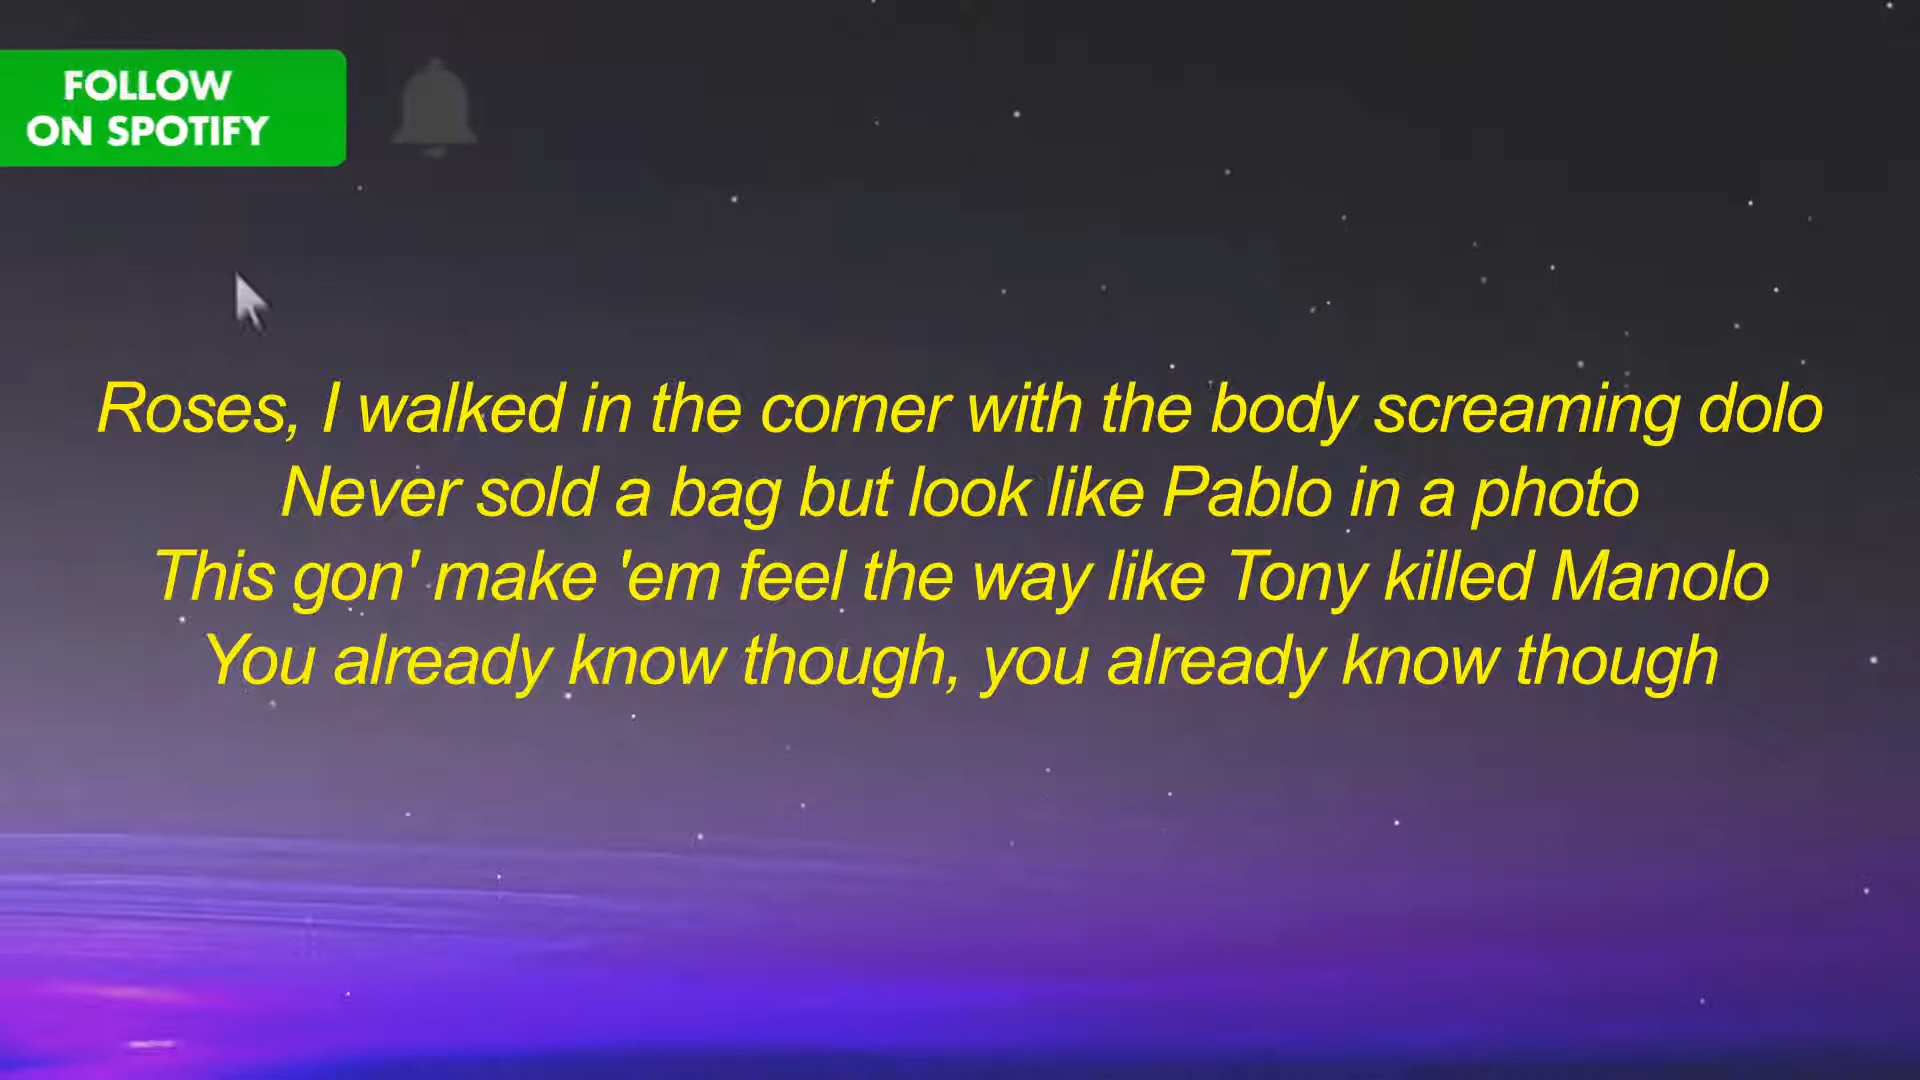 FOLLOW
ON SPOTIFY
Roses, I walked in the corner with the body screaming dolo
Never sold a bag but look like Pablo in a photo
This gon' make 'em feel the way like Tony killed Manolo
You already know though, you already know though